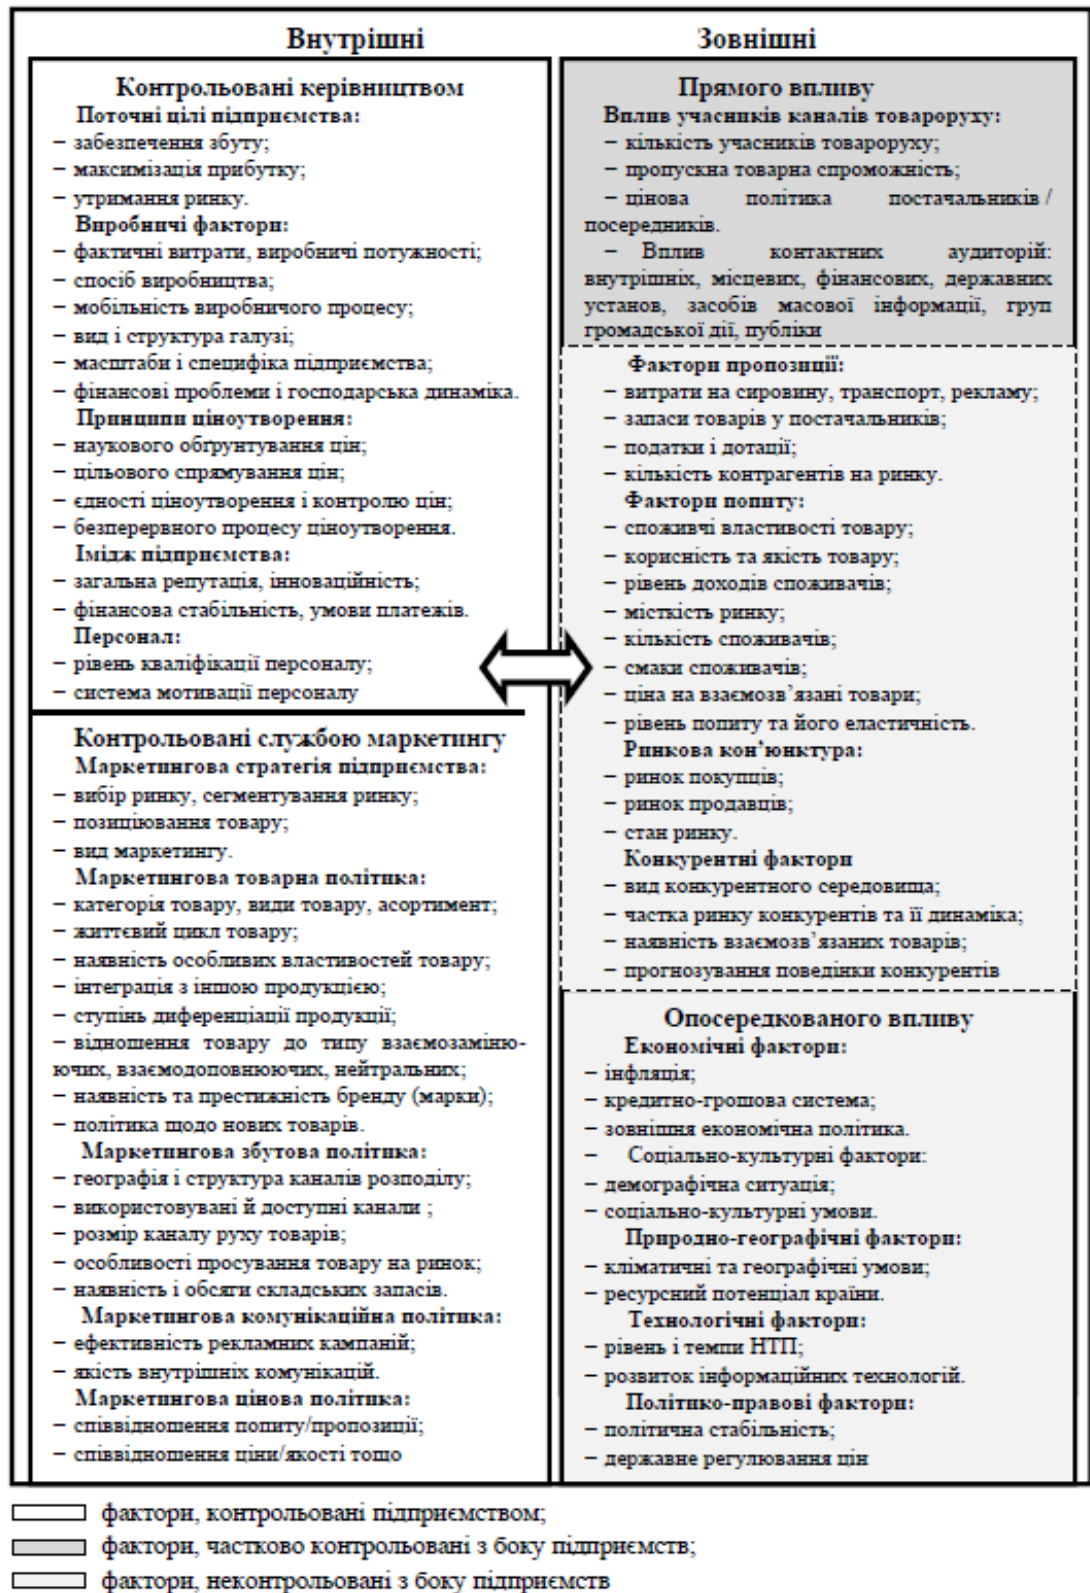 Внутрішні
Контрольовані керівництвом
Поточні цілі підприємства:
– забезпечення збуту;
– максимізація прибутку;
– утримання ринку.
Виробничі фактори:
– фактичні витрати, виробничі потужності;
– спосіб виробництва;
– мобільність виробничого процесу;
– вид і структура галузі;
– масштаби і специфіка підприємства;
– фінансові проблеми і господарська динаміка.
Принципи ціноутворення:
– наукового обґрунтування цін;
– цільового спрямування цін;
– єдності ціноутворення і контролю цін;
– безперервного процесу ціноутворення.
Імідж підприємства:
– загальна репутація, інноваційність;
– фінансова стабільність, умови платежів.
Персонал:
– рівень кваліфікації персоналу;
– система мотивації персоналу
Контрольовані службою маркетингу
Маркетингова стратегія підприємства:
– вибір ринку, сегментування ринку;
– позиціювання товару;
– вид маркетингу.
Маркетингова товарна політика:
– категорія товару, види товару, асортимент;
– життєвий цикл товару;
– наявність особливих властивостей товару;
– інтеграція з іншою продукцією;
– ступінь диференціації продукції;
– відношення товару до типу взаємозаміню-
ючих, взаємодоповнюючих, нейтральних;
– наявність та престижність бренду (марки);
– політика щодо нових товарів.
Маркетингова збутова політика:
– географія і структура каналів розподілу;
– використовувані й доступні канали ;
– розмір каналу руху товарів;
– особливості просування товару на ринок;
– наявність і обсяги складських запасів.
Маркетингова комунікаційна політика:
– ефективність рекламних кампаній;
– якість внутрішніх комунікацій.
Маркетингова цінова політика:
– співвідношення попиту/пропозиції;
– співвідношення ціни/якості тощо
Зовнішні
Прямого впливу
Вплив учасників каналів товароруху:
– кількість учасників товароруху;
– пропускна товарна спроможність;
– цінова політика постачальників /
посередників.
– Вплив контактних аудиторій:
внутрішніх, місцевих, фінансових, державних
установ, засобів масової інформації, груп
громадської дії, публіки
Фактори пропозиції:
– витрати на сировину, транспорт, рекламу;
– запаси товарів у постачальників;
– податки і дотації;
– кількість контрагентів на ринку.
Фактори попиту:
– споживчі властивості товару;
– корисність та якість товару;
– рівень доходів споживачів;
– місткість ринку;
– кількість споживачів;
– смаки споживачів;
– ціна на взаємозв’язані товари;
– рівень попиту та його еластичність.
Ринкова кон’юнктура:
– ринок покупців;
– ринок продавців;
– стан ринку.
Конкурентні фактори
– вид конкурентного середовища;
– частка ринку конкурентів та її динаміка;
– наявність взаємозв’язаних товарів;
– прогнозування поведінки конкурентів
Опосередкованого впливу
Економічні фактори:
– інфляція;
– кредитно-грошова система;
– зовнішня економічна політика.
– Соціально-культурні фактори:
– демографічна ситуація;
– соціально-культурні умови.
Природно-географічні фактори:
– кліматичні та географічні умови;
– ресурсний потенціал країни.
Технологічні фактори:
– рівень і темпи НТП;
– розвиток інформаційних технологій.
Політико-правові фактори:
– політична стабільність;
– державне регулювання цін
фактори, контрольовані підприємством;
фактори, частково контрольовані з боку підприємств;
фактори, неконтрольовані з боку підприємств